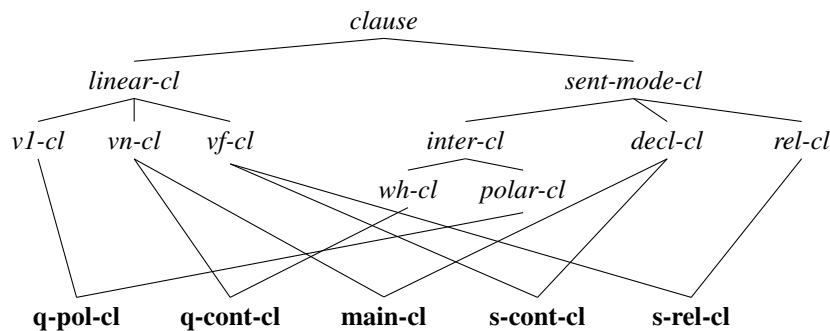 clause
linear-cl sent-mode-cl
v1-cl vn-cl vf-cl inter-cl decl-cl rel-cl
wh-cl polar-cl
q-pol-cl q-cont-cl main-cl s-cont-cl s-rel-cl